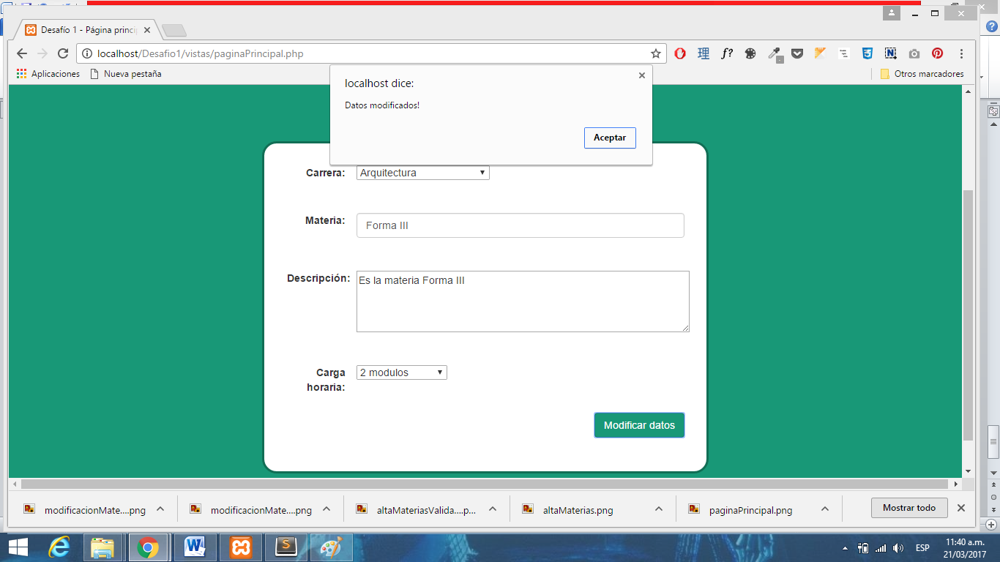 Desafío 1 - Página princi
localhost/Desafio1/vistas/paginaPrincipal.php
Aplicaciones
Nueva pestaña
Otros marcadores
localhost dice:
Datos modificados!
Aceptar
Carrera:
Arquitectura
Materia:
Forma III
Descripción:
Es la materia Forma III
Carga
horaria:
2 modulos
Modificar datos
modificacionMate....png
modificacionMate....png
altaMateriasValida....p...
altaMaterias.png
paginaPrincipal.png
Mostrar todo
ESP
11:40 a.m.
21/03/2017